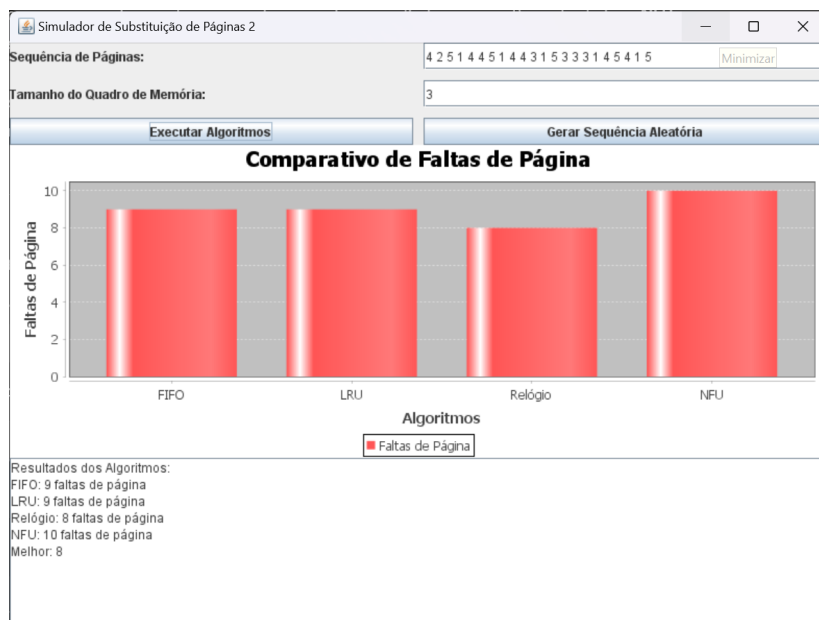 Simulador de Substituição de Páginas 2
Sequência de Páginas:
4 2 5 1 4 4 5 1 4 4 3 1 5 3 3 3 1 4 5 4 1 5
Minimizar
Tamanho do Quadro de Memória:
3
Executar Algoritmos
Gerar Sequência Aleatória
Comparativo de Faltas de Página
Faltas de Página
10
8
6
4
2
0
FIFO
LRU
Relógio
NFU
Algoritmos
Faltas de Página
Resultados dos Algoritmos:
FIFO: 9 faltas de página
LRU: 9 faltas de página
Relógio: 8 faltas de página
NFU: 10 faltas de página
Melhor: 8